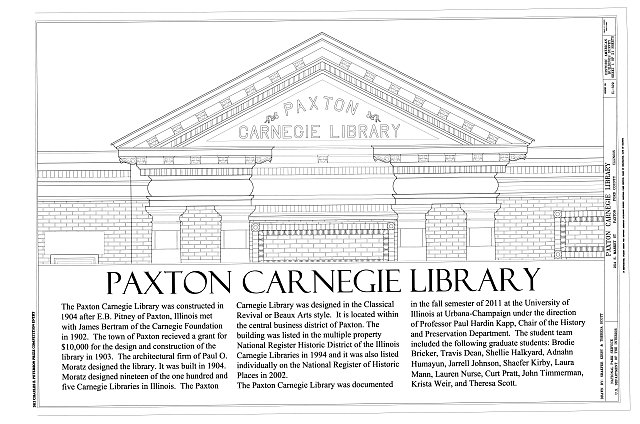 PAXTON
CARNEGIE LIBRARY
PAXTON CARNEGIE LIBRARY
The Paxton Carnegie Library was constructed in
1904 after E.B. Pitney of Paxton, Illinois met
with James Bertram of the Carnegie Foundation
in 1902. The town of Paxton recieved a grant for
$10,000 for the design and construction of the
library in 1903. The architectural firm of Paul O.
Moratz designed the library. It was built in 1904.
Moratz designed nineteen of the one hundred and
five Carnegie Libraries in Illinois. The Paxton
Carnegie Library was designed in the Classical
Revival or Beaux Arts style. It is located within
the central business district of Paxton. The
building was listed in the multiple property
National Register Historic District of the Illinois
Carnegie Libraries in 1994 and it was also listed
individually on the National Register of Historic
Places in 2002.
The Paxton Carnegie Library was documented
in the fall semester of 2011 at the University of
Illinois at Urbana-Champaign under the direction
of Professor Paul Hardin Kapp, Chair of the History
and Preservation Department. The student team
included the following graduate students: Brodie
Bricker, Travis Dean, Shellie Halkyard, Adnahn
Humayun, Jarrell Johnson, Shaefer Kirby, Laura
Mann, Lauren Nurse, Curt Pratt, John Timmerman,
Krista Weir, and Theresa Scott.
PAXTON CARNEGIE LIBRARY
NATIONAL PARK SERVICE
U.S. DEPARTMENT OF THE INTERIOR